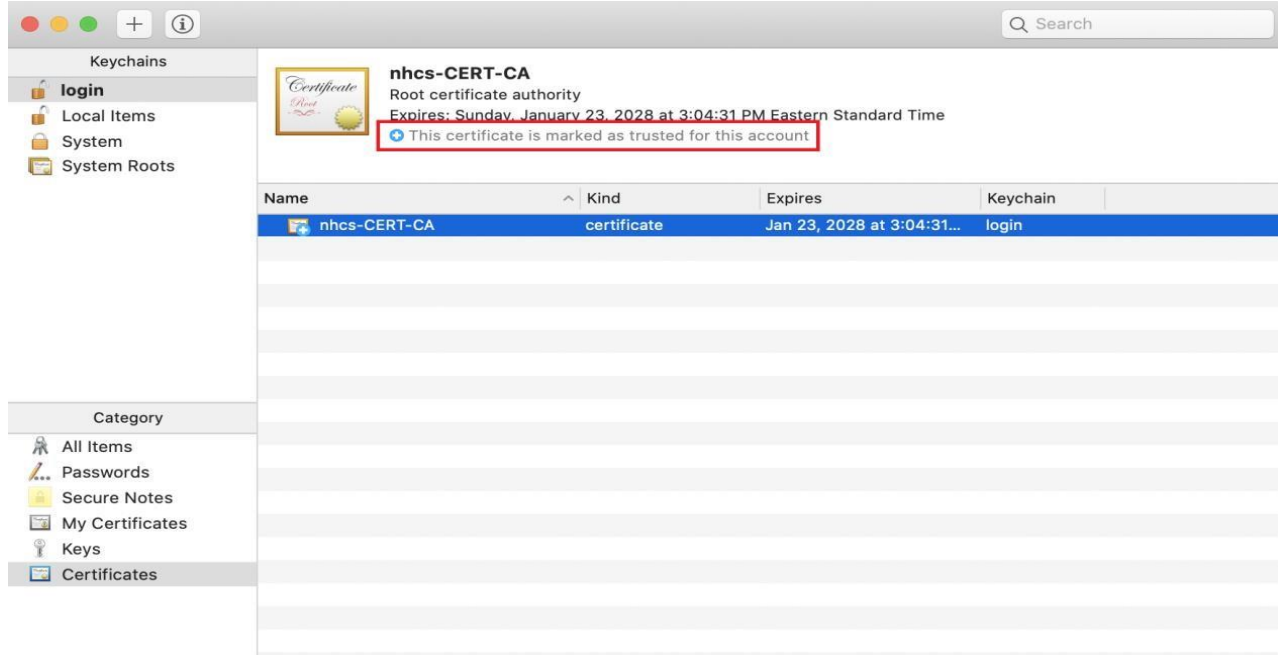 Search
Keychains
login
Local Items
System
System Roots
Certificate
Root
nhcs-CERT-CA
Root certificate authority
Expires: Sunday, January 23, 2028 at 3:04:31 PM Eastern Standard Time
This certificate is marked as trusted for this account
Name Kind Expires Keychain
nhcs-CERT-CA certificate Jan 23, 2028 at 3:04:31... login
Category
All Items
Passwords
Secure Notes
My Certificates
Keys
Certificates